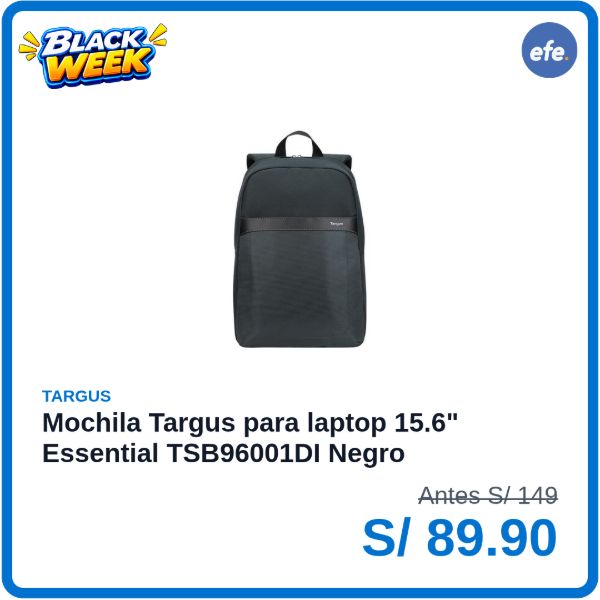 BLACK
WEEK
efe.
Targus
TARGUS
Mochila Targus para laptop 15.6"
Essential TSB96001DI Negro
Antes S/ 149
S/ 89.90